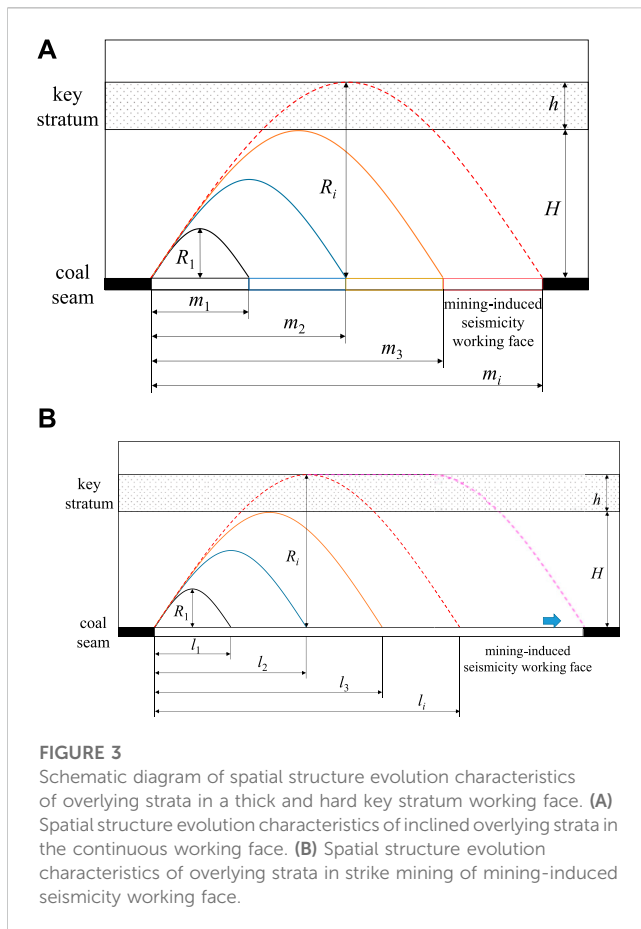 A
key
stratum
h
R_i
H
R_1
coal
seam
m_1
mining-induced
seismicity
working face
m_2
m_3
m_i
B
key
stratum
h
R_i
H
R_1
coal
seam
l_1
mining-induced
seismicity working face
l_2
l_3
l_i
FIGURE 3
Schematic diagram of spatial structure evolution characteristics
of overlying strata in a thick and hard key stratum working face. (A)
Spatial structure evolution characteristics of inclined overlying strata in
the continuous working face. (B) Spatial structure evolution
characteristics of overlying strata in strike mining of mining-induced
seismicity working face.